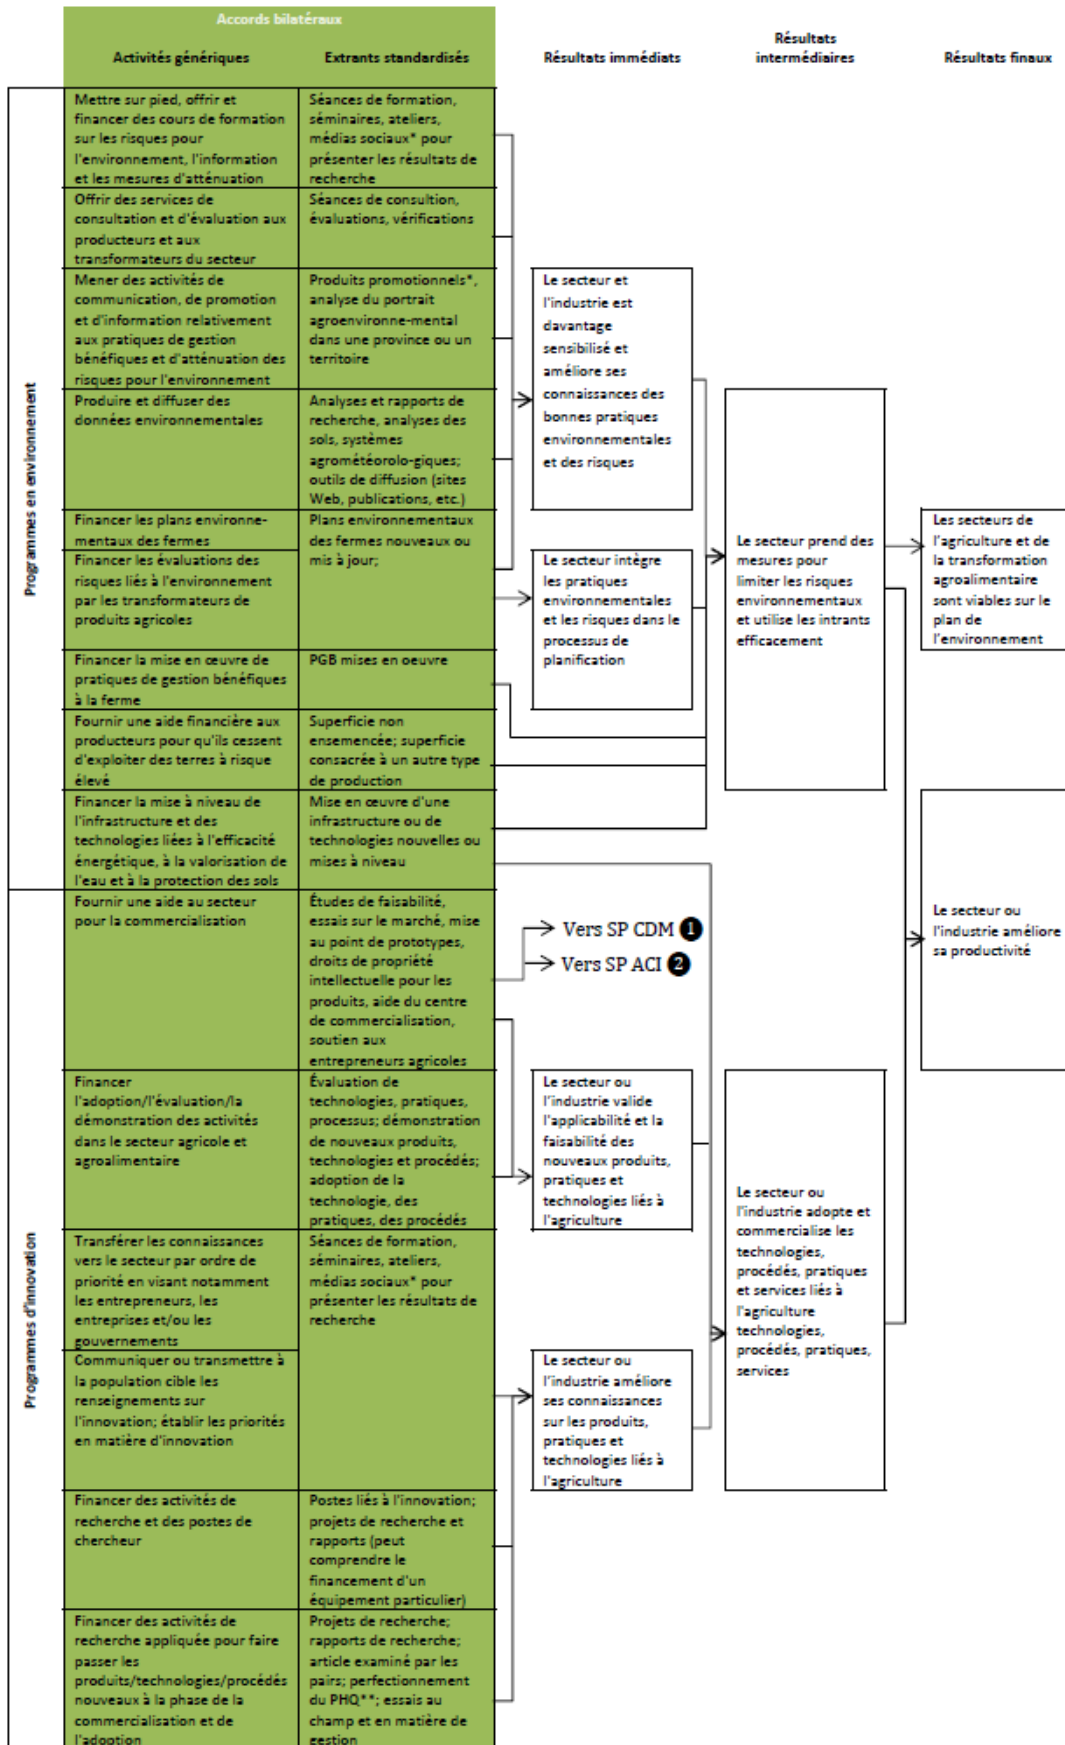 Accords bilatéraux
Activités génériques
Extrants standardisés
Résultats immédiats
Résultats
intermédiaires
Résultats finaux
Programmes en environnement
Mettre sur pied, offrir et
financer des cours de formation
sur les risques pour
l'environnement, l'information
et les mesures d'atténuation
Séances de formation,
séminaires, ateliers,
médias sociaux* pour
présenter les résultats de
recherche
Offrir des services de
consultation et d'évaluation aux
producteurs et aux
transformateurs du secteur
Séances de consultion,
évaluations, vérifications
Mener des activités de
communication, de promotion
et d'information relativement
aux pratiques de gestion
bénéfiques et d'atténuation des
risques pour l'environnement
Produits promotionnels*,
analyse du portrait
agroenvironne-mental
dans une province ou un
territoire
Produire et diffuser des
données environnementales
Analyses et rapports de
recherche, analyses des
sols, systèmes
agrométéorolo-giques;
outils de diffusion (sites
Web, publications, etc.)
Financer les plans environne-
mentaux des fermes
Plans environnementaux
des fermes nouveaux ou
mis à jour;
Financer les évaluations des
risques liés à l'environnement
par les transformateurs de
produits agricoles
Financer la mise en œuvre de
pratiques de gestion bénéfiques
à la ferme
PGB mises en oeuvre
Fournir une aide financière aux
producteurs pour qu'ils cessent
d'exploiter des terres à risque
élevé
Superficie non
ensemencée; superficie
consacrée à un autre type
de production
Financer la mise à niveau de
l'infrastructure et des
technologies liées à l'efficacité
énergétique, à la valorisation de
l'eau et à la protection des sols
Mise en œuvre d'une
infrastructure ou de
technologies nouvelles ou
mises à niveau
Le secteur et
l'industrie est
davantage
sensibilisé et
améliore ses
connaissances des
bonnes pratiques
environnementales
et des risques
Le secteur intègre
les pratiques
environnementales
et les risques dans le
processus de
planification
Le secteur prend des
mesures pour
limiter les risques
environnementaux
et utilise les intrants
efficacement
Les secteurs de
l'agriculture et de
la transformation
agroalimentaire
sont viables sur le
plan de
l'environnement
Le secteur ou
l'industrie améliore
sa productivité
Programmes d'innovation
Fournir une aide au secteur
pour la commercialisation
Études de faisabilité,
essais sur le marché, mise
au point de prototypes,
droits de propriété
intellectuelle pour les
produits, aide du centre
de commercialisation,
soutien aux
entrepreneurs agricoles
Vers SP CDM 1
Vers SP ACI 2
Financer
l'adoption/l'évaluation/la
démonstration des activités
dans le secteur agricole et
agroalimentaire
Évaluation de
technologies, pratiques,
processus; démonstration
de nouveaux produits,
technologies et procédés;
adoption de la
technologie, des
pratiques, des procédés
Le secteur ou
l'industrie valide
l'applicabilité et la
faisabilité des
nouveaux produits,
pratiques et
technologies liés à
l'agriculture
Transférer les connaissances
vers le secteur par ordre de
priorité en visant notamment
les entrepreneurs, les
entreprises et/ou les
gouvernements
Séances de formation,
séminaires, ateliers,
médias sociaux* pour
présenter les résultats de
recherche
Communiquer ou transmettre à
la population cible les
renseignements sur
l'innovation; établir les priorités
en matière d'innovation
Le secteur ou
l'industrie améliore
ses connaissances
sur les produits,
pratiques et
technologies liés à
l'agriculture
Le secteur ou
l'industrie adopte et
commercialise les
technologies,
procédés, pratiques
et services liés à
l'agriculture
technologies,
procédés, pratiques,
services
Financer des activités de
recherche et des postes de
chercheur
Postes liés à l'innovation;
projets de recherche et
rapports (peut
comprendre le
financement d'un
équipement particulier)
Financer des activités de
recherche appliquée pour faire
passer les
produits/technologies/procédés
nouveaux à la phase de la
commercialisation et de
l'adoption
Projets de recherche;
rapports de recherche;
article examiné par les
pairs; perfectionnement
du PHQ**; essais au
champ et en matière de
gestion